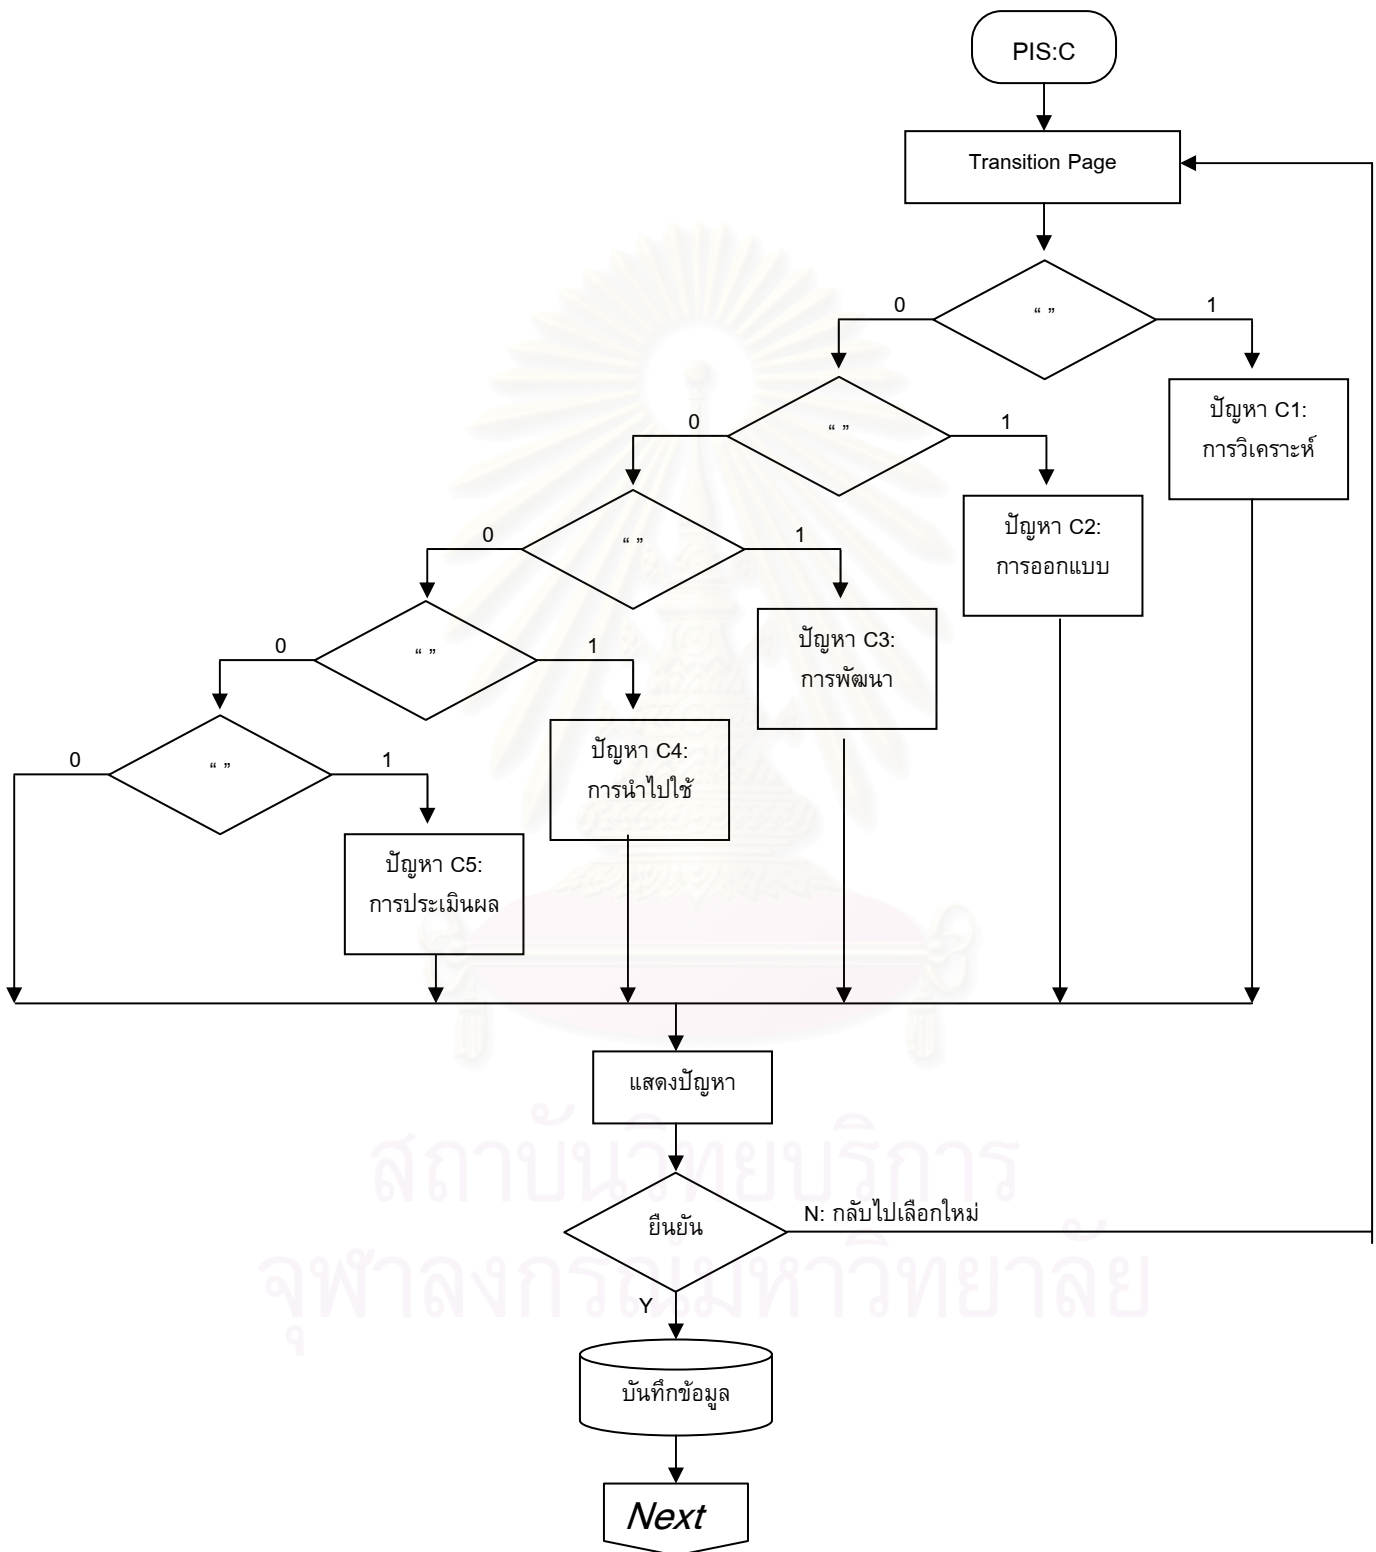 PIS:C
Transition Page
0
“ ”
1
0
“ ”
1
ปัญหา C1:
การวิเคราะห์
0
“ ”
1
ปัญหา C2:
การออกแบบ
0
“ ”
1
ปัญหา C3:
การพัฒนา
0
“ ”
1
ปัญหา C4:
การนำไปใช้
ปัญหา C5:
การประเมินผล
แสดงปัญหา
สถาบันวิทยบริการ
ยืนยัน
N: กลับไปเลือกใหม่
จุฬาลงกรณ์มหาวิทยาลัย
Y
บันทึกข้อมูล
Next